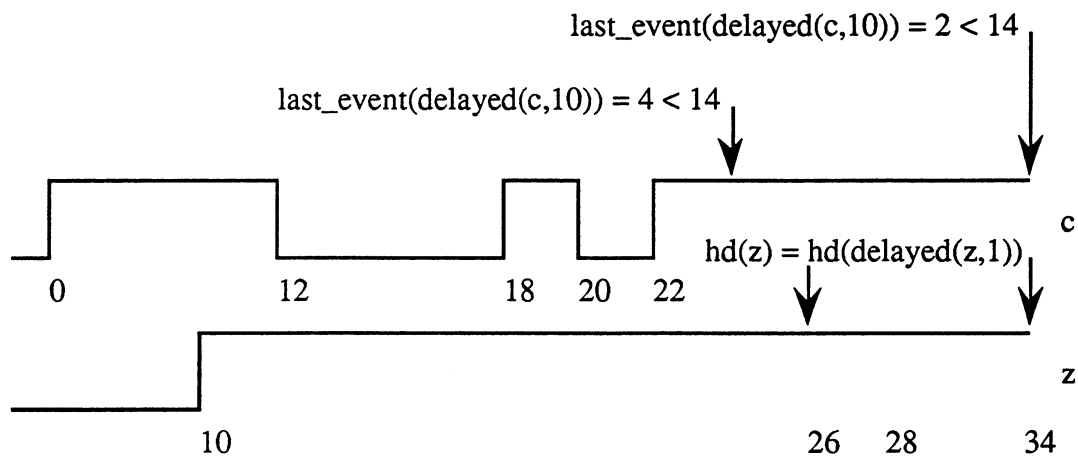 last_event(delayed(c,10)) = 2 < 14
last_event(delayed(c,10)) = 4 < 14
c
hd(z) = hd(delayed(z,1))
0 12 18 20 22
z
10 26 28 34